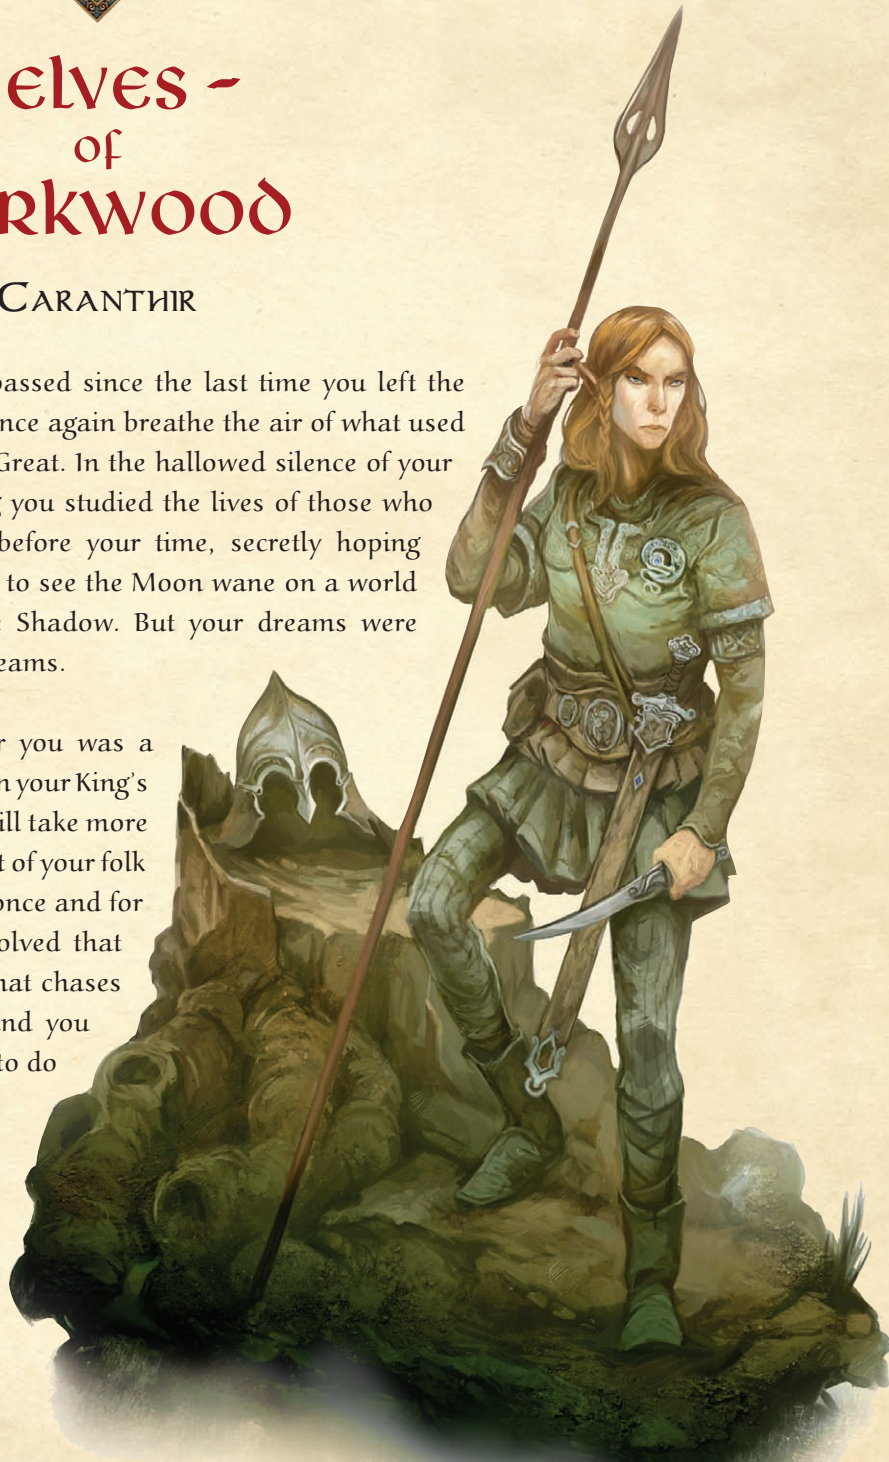 elves -
of
rkwood
Caranthir
passed since the last time you left the
nce again breathe the air of what used
Great. In the hallowed silence of your
you studied the lives of those who
before your time, secretly hoping
to see the Moon wane on a world
Shadow. But your dreams were
eams.
r you was a
n your King's
ill take more
t of your folk
once and for
olved that
hat chases
nd you
to do